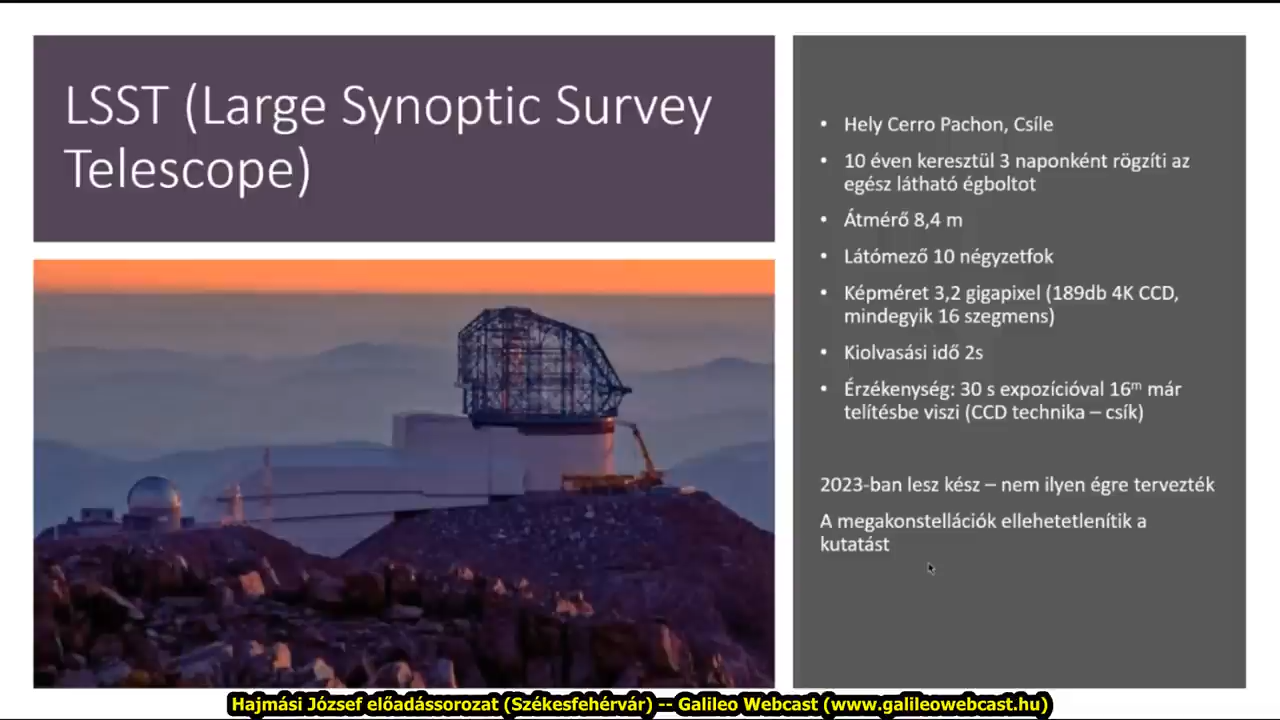 LSST (Large Synoptic Survey
Telescope)
• Hely Cerro Pachon, Csíle
• 10 éven keresztül 3 naponként rögzíti az
egész látható égboltot
• Átmérő 8,4 m
• Látómező 10 négyzetfok
• Képméret 3,2 gigapixel (189db 4K CCD,
mindegyik 16 szegmens)
• Kiolvasási idő 2s
• Érzékenység: 30 s expozícióval 16ᵐ már
telítésbe viszi (CCD technika – csík)
2023-ban lesz kész – nem ilyen égre tervezték
A megakonstellációk ellehetetlenítik a
kutatást
Hajmási József előadássorozat (Székesfehérvár) -- Galileo Webcast (www.galileowebcast.hu)